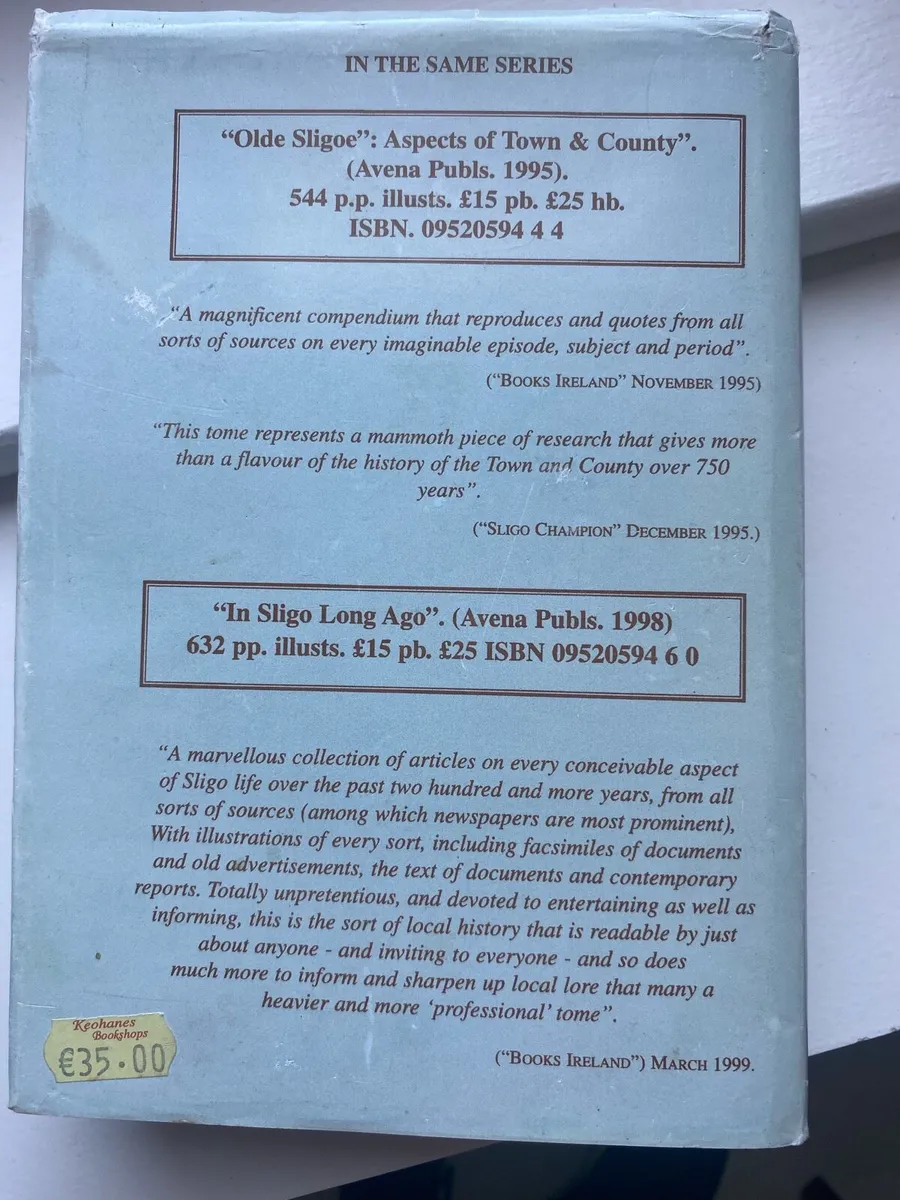 IN THE SAME SERIES
“Olde Sligoe”: Aspects of Town & County”.
(Avena Publs. 1995).
544 p.p. illusts. £15 pb. £25 hb.
ISBN. 09520594 4 4
“A magnificent compendium that reproduces and quotes from all
sorts of sources on every imaginable episode, subject and period”.
(“BOOKS IRELAND” NOVEMBER 1995)
“This tome represents a mammoth piece of research that gives more
than a flavour of the history of the Town and County over 750
years”.
(“SLIGO CHAMPION” DECEMBER 1995.)
“In Sligo Long Ago”. (Avena Publs. 1998)
632 pp. illusts. £15 pb. £25 ISBN 09520594 6 0
“A marvellous collection of articles on every conceivable aspect
of Sligo life over the past two hundred and more years, from all
sorts of sources (among which newspapers are most prominent),
With illustrations of every sort, including facsimiles of documents
and old advertisements, the text of documents and contemporary
reports. Totally unpretentious, and devoted to entertaining as well as
informing, this is the sort of local history that is readable by just
about anyone - and inviting to everyone - and so does
much more to inform and sharpen up local lore that many a
heavier and more ‘professional’ tome”.
(“BOOKS IRELAND”) MARCH 1999.
Keohanes
Bookshops
€35.00